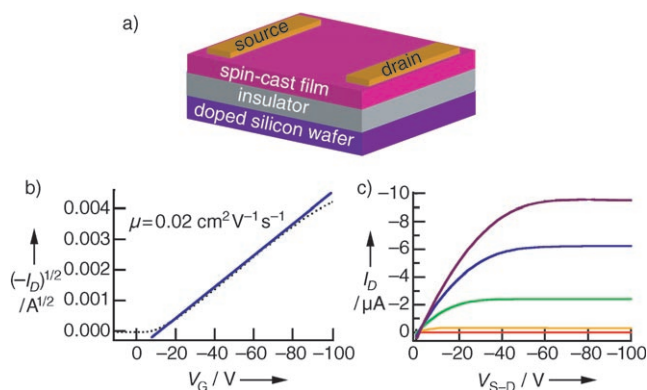 a)
source
drain
spin-cast film
insulator
doped silicon wafer
b)
0.004
0.003
0.002
0.001
0.000
μ=0.02 cm²V⁻¹s⁻¹
(–I_D)^1/2
/A^1/2
0 –20 –40 –60 –80 –100
V_G / V
c)
–10
–6
–6
–2
0
I_D
/μA
0 –20 –40 –60 –80 –100
V_S–D / V